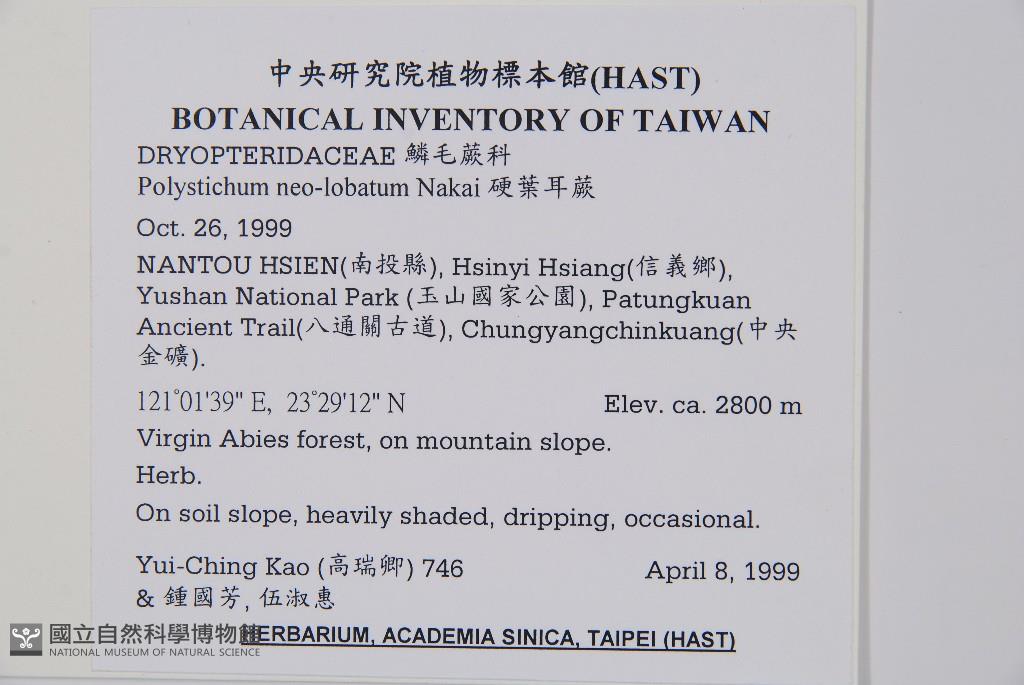 中央研究院植物標本館(HAST)
BOTANICAL INVENTORY OF TAIWAN
DRYOPTERIDACEAE 鱗毛蕨科
Polystichum neo-lobatum Nakai 硬葉耳蕨
Oct. 26, 1999
NANTOU HSIEN(南投縣), Hsinyi Hsiang(信義鄉),
Yushan National Park (玉山國家公園), Patungkuan
Ancient Trail(八通關古道), Chungyangchinkuang(中央
金礦).
121°01'39" E, 23°29'12" N Elev. ca. 2800 m
Virgin Abies forest, on mountain slope.
Herb.
On soil slope, heavily shaded, dripping, occasional.
Yui-Ching Kao (高瑞卿) 746 April 8, 1999
& 鍾國芳, 伍淑惠
HERBARIUM, ACADEMIA SINICA, TAIPEI (HAST)
國立自然科學博物館
NATIONAL MUSEUM OF NATURAL SCIENCE